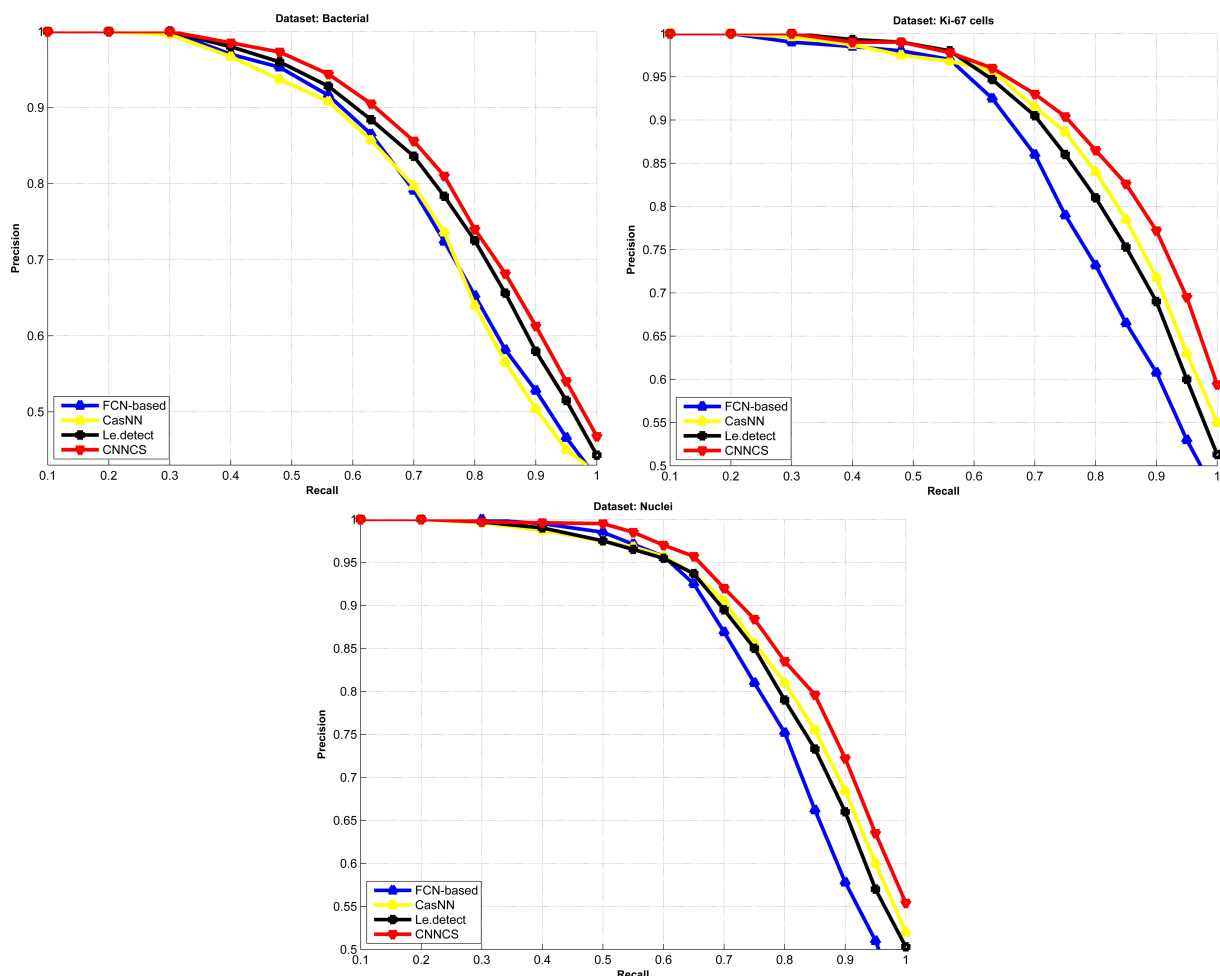 Dataset: Bacterial
1
0.9
0.8
0.7
0.6
0.5
Precision
FCN-based
CasNN
Le.detect
CNNCS
0.1 0.2 0.3 0.4 0.5 0.6 0.7 0.8 0.9 1
Recall
Dataset: Ki-67 cells
1
0.95
0.9
0.85
0.8
0.75
0.7
0.65
0.6
0.55
0.5
Precision
FCN-based
CasNN
Le.detect
CNNCS
0.1 0.2 0.3 0.4 0.5 0.6 0.7 0.8 0.9 1
Recall
Dataset: Nuclei
1
0.95
0.9
0.85
0.8
0.75
0.7
0.65
0.6
0.55
0.5
Precision
FCN-based
CasNN
Le.detect
CNNCS
0.1 0.2 0.3 0.4 0.5 0.6 0.7 0.8 0.9 1
Recall